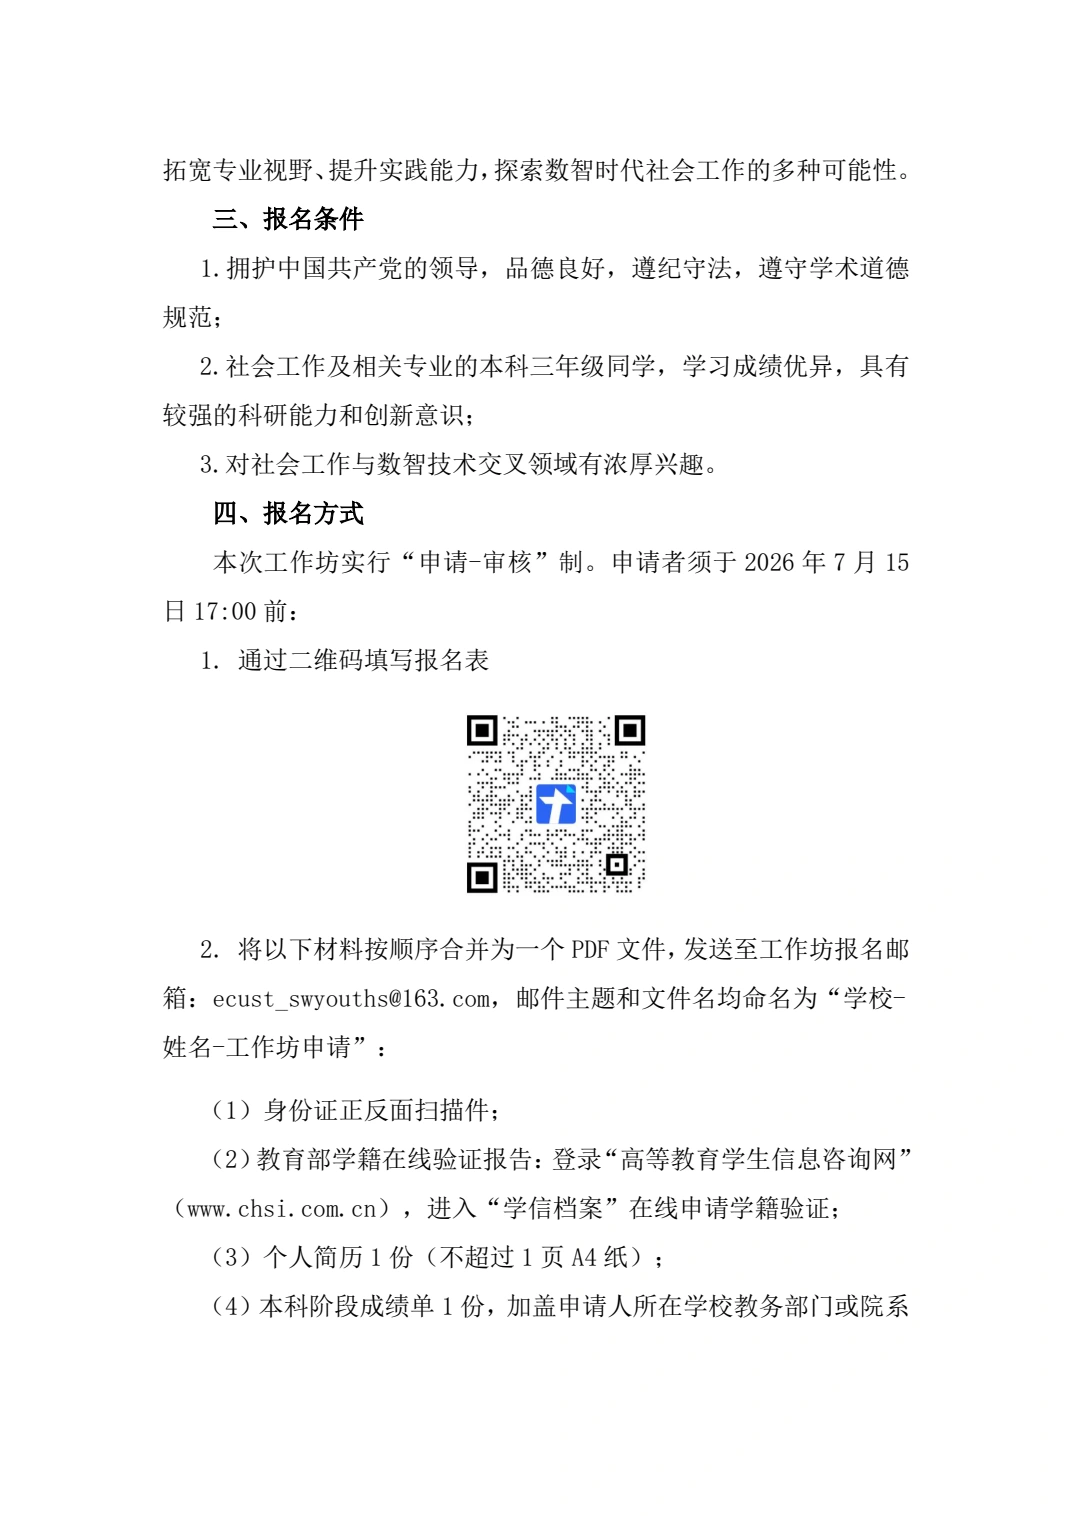 拓宽专业视野、提升实践能力，探索数智时代社会工作的多种可能性。
三、报名条件
1.拥护中国共产党的领导，品德良好，遵纪守法，遵守学术道德
规范；
2.社会工作及相关专业的本科三年级同学，学习成绩优异，具有
较强的科研能力和创新意识；
3.对社会工作与数智技术交叉领域有浓厚兴趣。
四、报名方式
本次工作坊实行“申请-审核”制。申请者须于 2026 年 7 月 15
日 17:00 前：
1. 通过二维码填写报名表
2. 将以下材料按顺序合并为一个 PDF 文件，发送至工作坊报名邮
箱：ecust_swyouths@163.com，邮件主题和文件名均命名为“学校-
姓名-工作坊申请”：
（1）身份证正反面扫描件；
（2）教育部学籍在线验证报告：登录“高等教育学生信息咨询网”
（www.chsi.com.cn），进入“学信档案”在线申请学籍验证；
（3）个人简历 1 份（不超过 1 页 A4 纸）；
（4）本科阶段成绩单 1 份，加盖申请人所在学校教务部门或院系